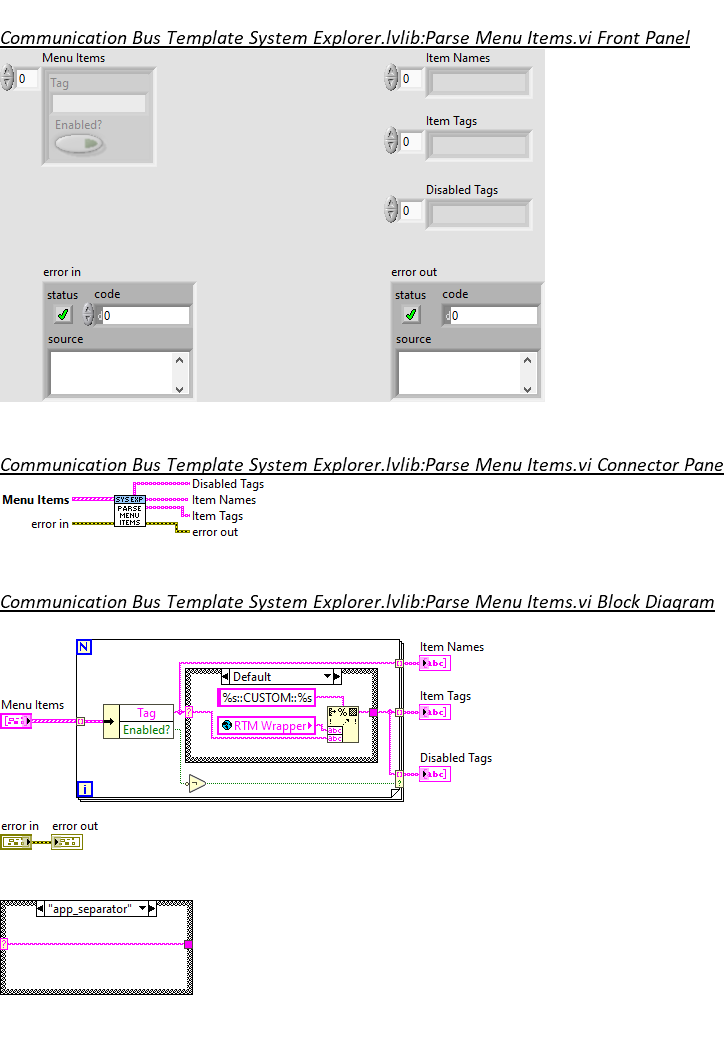 Communication Bus Template System Explorer.lvlib:Parse Menu Items.vi Front Panel
Menu Items
0
Tag
Enabled?
Item Names
0
Item Tags
0
Disabled Tags
0
error in
status code
0
source
error out
status code
0
source
Communication Bus Template System Explorer.lvlib:Parse Menu Items.vi Connector Pane
Disabled Tags
Menu Items
Item Names
Item Tags
error in
error out
SYS EXP
PARSE
MENU
ITEMS
Communication Bus Template System Explorer.lvlib:Parse Menu Items.vi Block Diagram
N
Item Names
abc
Default
%s::CUSTOM::%s
Menu Items
Tag
Enabled?
?
RTM Wrapper
%
abc
abc
Item Tags
abc
Disabled Tags
abc
?
i
error in error out
"app_separator"
?